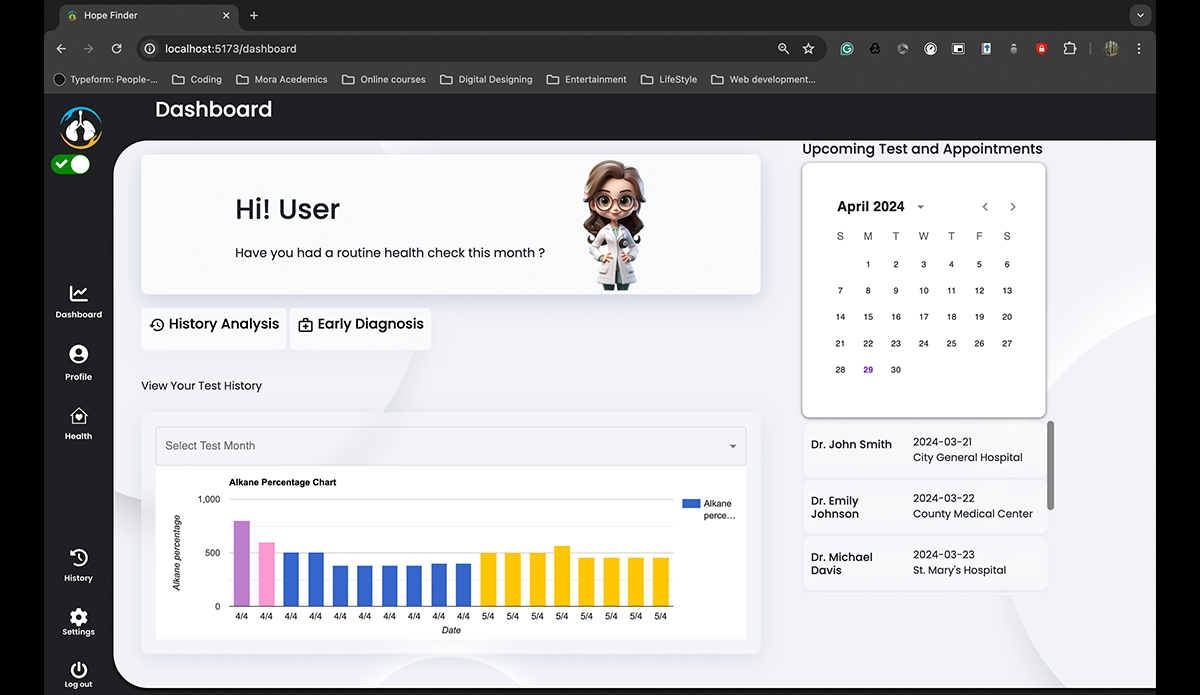 Hope Finder
localhost:5173/dashboard
Typeform: People-... Coding Mora Acedemics Online courses Digital Designing Entertainment LifeStyle Web development...
Dashboard
Hi! User
Have you had a routine health check this month ?
History Analysis
Early Diagnosis
View Your Test History
Select Test Month
Alkane Percentage Chart
Alkane percentage
1,000
500
0
4/4 4/4 4/4 4/4 4/4 4/4 4/4 4/4 4/4 4/4 5/4 5/4 5/4 5/4 5/4 5/4 5/4 5/4
Date
Alkane
perce...
Upcoming Test and Appointments
April 2024
S M T W T F S
1 2 3 4 5 6
7 8 9 10 11 12 13
14 15 16 17 18 19 20
21 22 23 24 25 26 27
28 29 30
Dr. John Smith
2024-03-21
City General Hospital
Dr. Emily
Johnson
2024-03-22
County Medical Center
Dr. Michael
Davis
2024-03-23
St. Mary's Hospital
Dashboard
Profile
Health
History
Settings
Log out